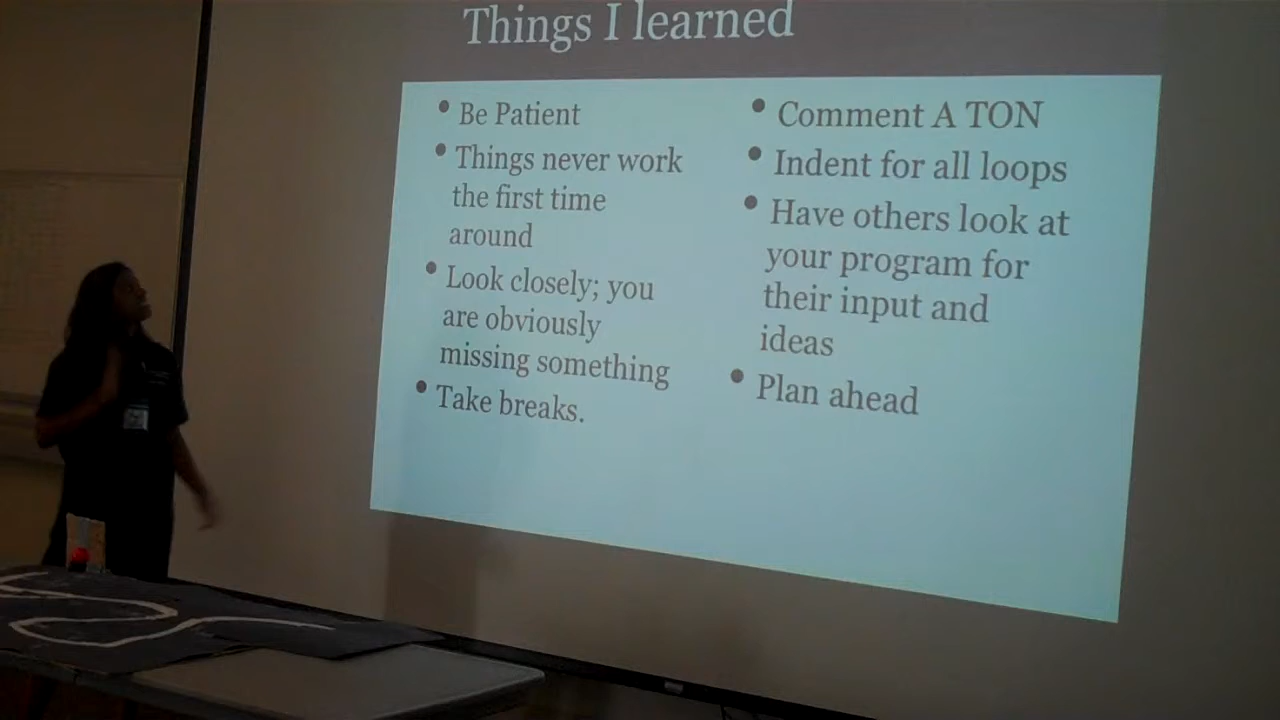 Things I learned
• Be Patient
• Things never work
the first time
around
• Look closely; you
are obviously
missing something
• Take breaks.
• Comment A TON
• Indent for all loops
• Have others look at
your program for
their input and
ideas
• Plan ahead